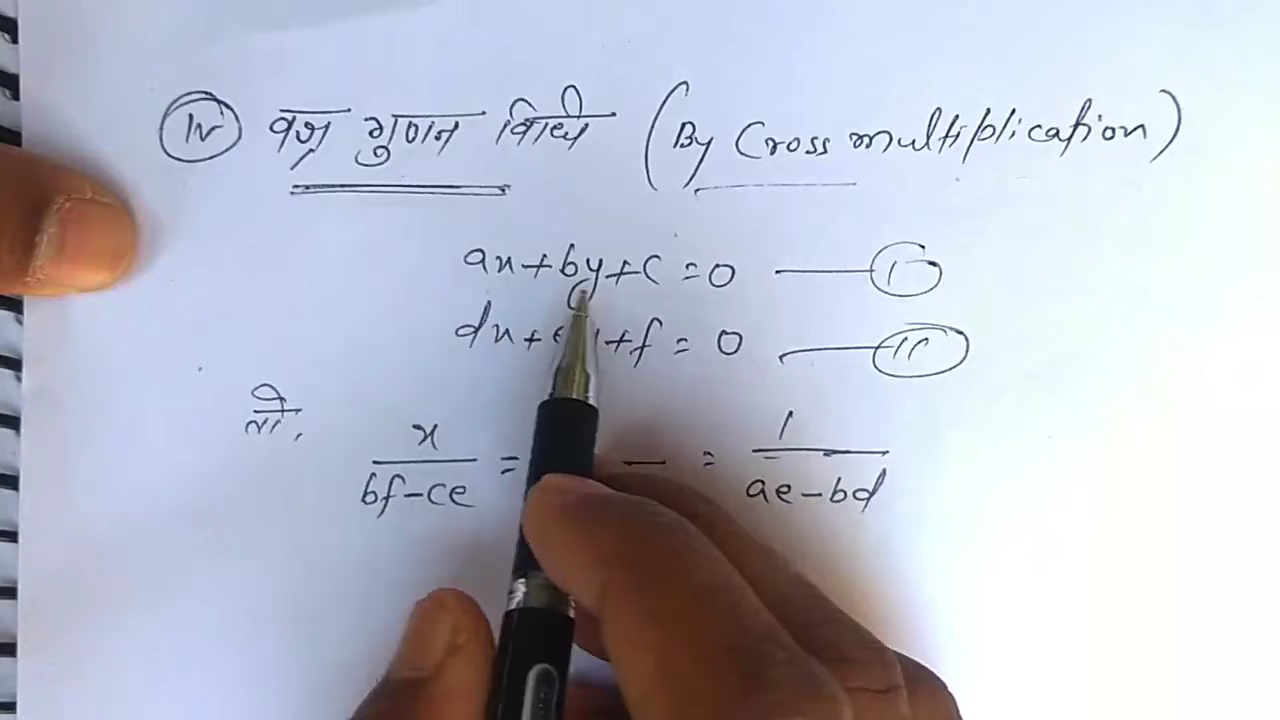 (IV) वज्र गुणन विधि (By Cross multiplication)
ax+by+c=0 —— (I)
dx+ +f=0 —— (II)
तो,
x/bf-ce = — = 1/ae-bd